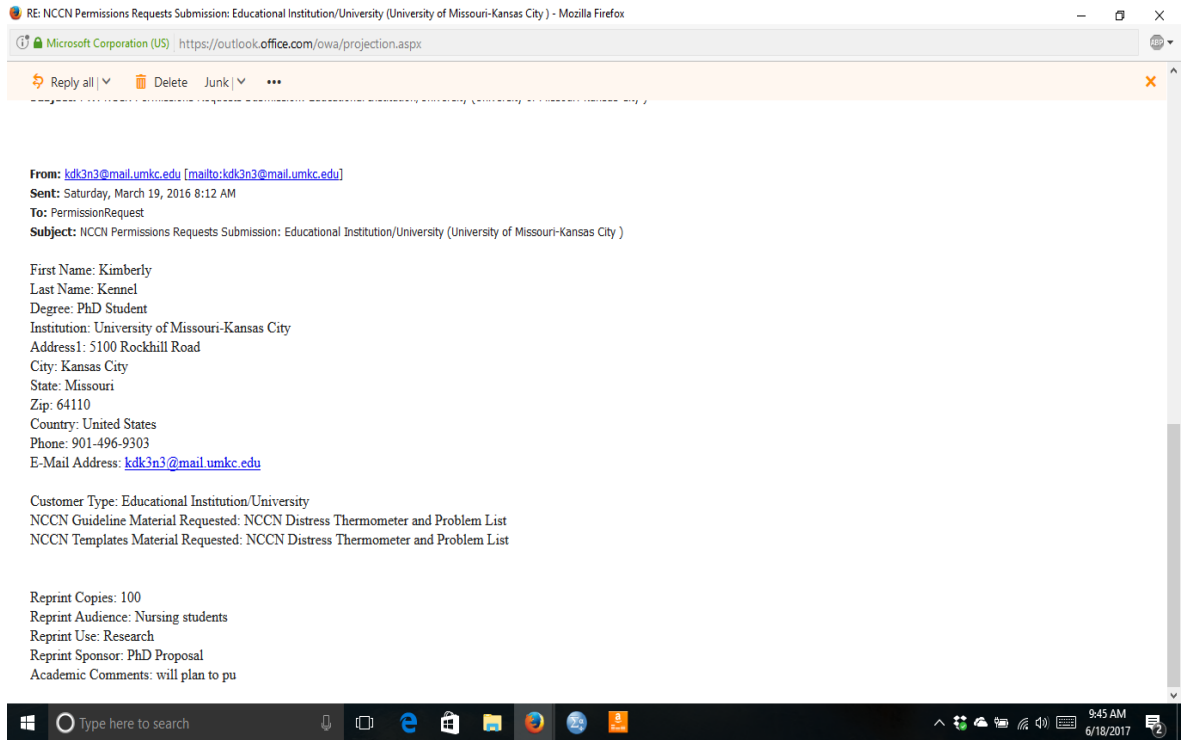 RE: NCCN Permissions Requests Submission: Educational Institution/University (University of Missouri-Kansas City ) - Mozilla Firefox
Microsoft Corporation (US) https://outlook.office.com/owa/projection.aspx
ABP
Reply all Delete Junk
From: kdk3n3@mail.umkc.edu [mailto:kdk3n3@mail.umkc.edu]
Sent: Saturday, March 19, 2016 8:12 AM
To: PermissionRequest
Subject: NCCN Permissions Requests Submission: Educational Institution/University (University of Missouri-Kansas City )
First Name: Kimberly
Last Name: Kennel
Degree: PhD Student
Institution: University of Missouri-Kansas City
Address1: 5100 Rockhill Road
City: Kansas City
State: Missouri
Zip: 64110
Country: United States
Phone: 901-496-9303
E-Mail Address: kdk3n3@mail.umkc.edu
Customer Type: Educational Institution/University
NCCN Guideline Material Requested: NCCN Distress Thermometer and Problem List
NCCN Templates Material Requested: NCCN Distress Thermometer and Problem List
Reprint Copies: 100
Reprint Audience: Nursing students
Reprint Use: Research
Reprint Sponsor: PhD Proposal
Academic Comments: will plan to pu
Type here to search
9:45 AM
6/18/2017
2